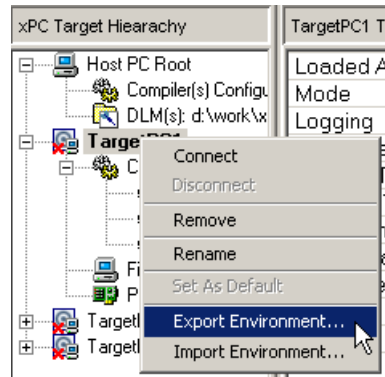 xPC Target Hiearachy
TargetPC1 T
Host PC Root
Compiler(s) Configu
DLM(s): d:\work\x
Loaded A
Mode
Logging
Connect
Disconnect
Remove
Rename
Set As Default
Export Environment...
Import Environment...